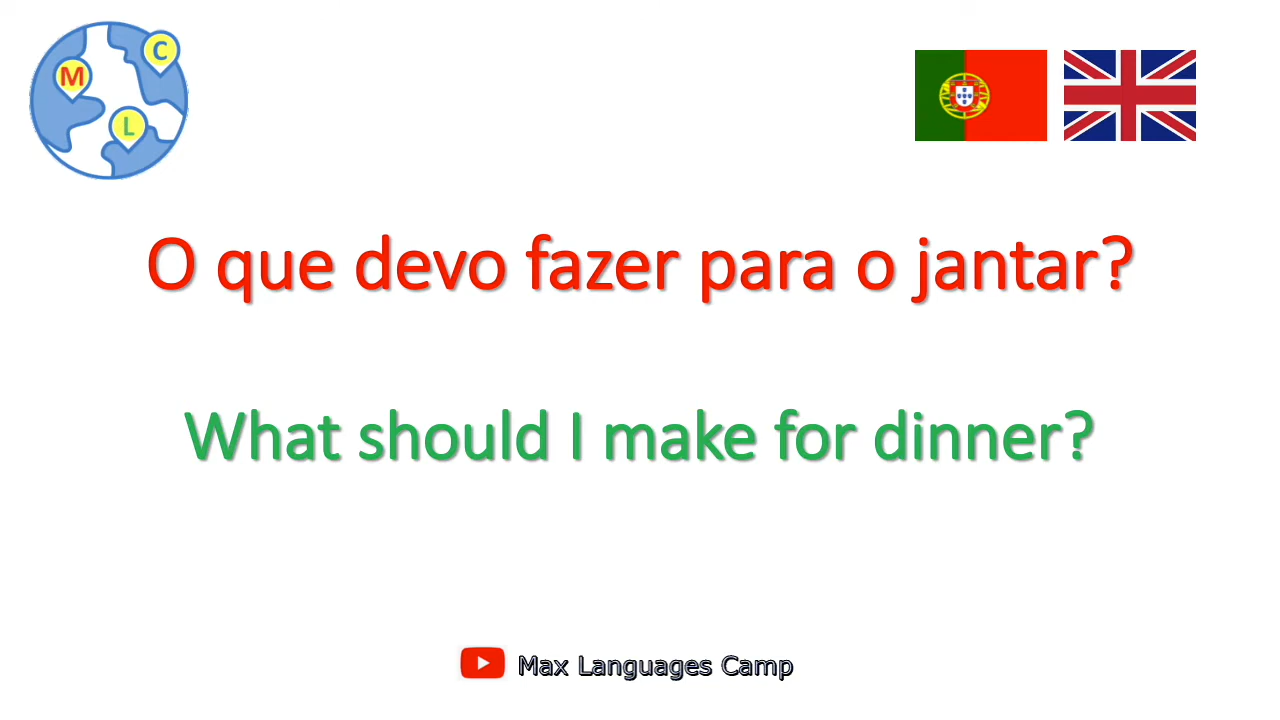 M
C
L
O que devo fazer para o jantar?
What should I make for dinner?
Max Languages Camp